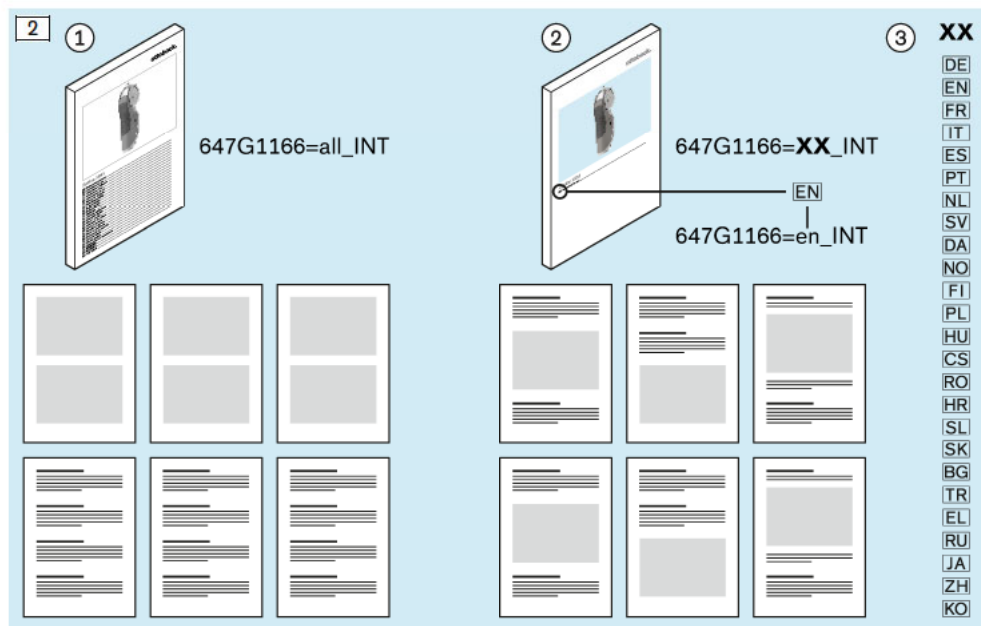 2
1
647G1166=all_INT
2
647G1166=XX_INT
EN
647G1166=en_INT
3
XX
DE
EN
FR
IT
ES
PT
NL
SV
DA
NO
FI
PL
HU
CS
RO
HR
SL
SK
BG
TR
EL
RU
JA
ZH
KO